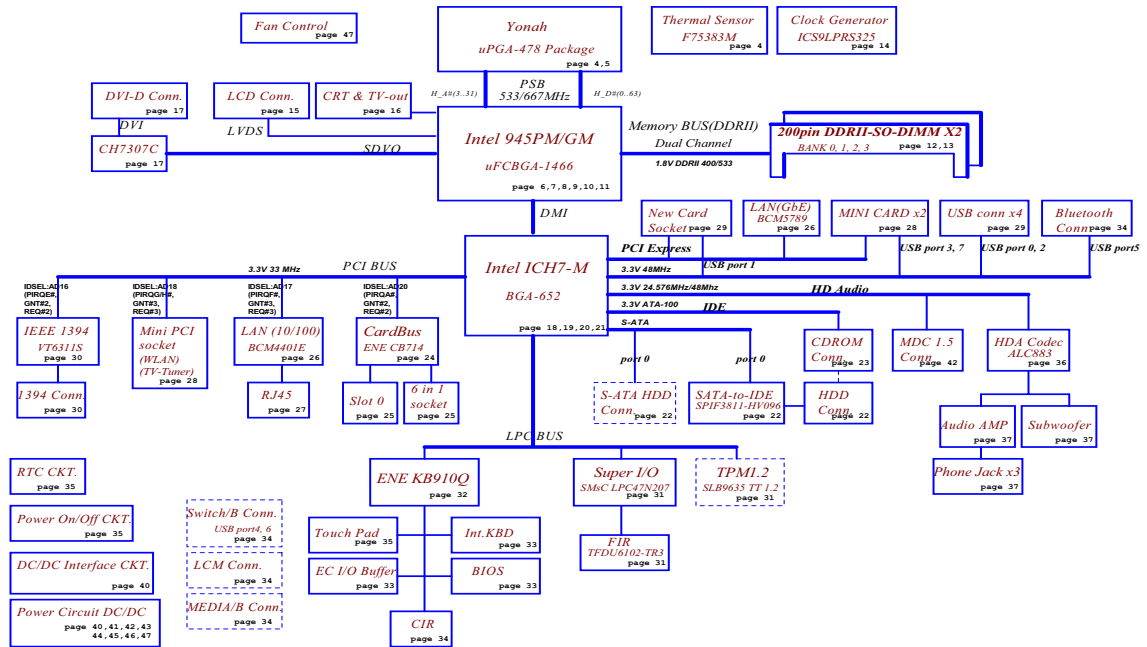 Fan Control
page 47
Yonah
uPGA-478 Package
page 4,5
Thermal Sensor
F75383M
page 4
Clock Generator
ICS9LPRS325
page 14
H_A#(3..31)
PSB
533/667MHz
H_D#(0..63)
DVI-D Conn.
page 17
LCD Conn.
page 15
CRT & TV-out
page 16
DVI
LVDS
CH7307C
page 17
SDVO
Intel 945PM/GM
uFCBGA-1466
page 6,7,8,9,10,11
Memory BUS(DDRII)
Dual Channel
1.8V DDRII 400/533
200pin DDRII-SO-DIMM X2
BANK 0, 1, 2, 3
page 12,13
DMI
New Card
Socket
page 29
LAN(GbE)
BCM5789
page 26
MINI CARD x2
page 28
USB conn x4
page 29
Bluetooth
Conn
page 34
PCI Express
USB port 1
USB port 3, 7
USB port 0, 2
USB port5
Intel ICH7-M
BGA-652
page 18,19,20,21
3.3V 33 MHz
PCI BUS
3.3V 48MHz
3.3V 24.576MHz/48Mhz
HD Audio
3.3V ATA-100
IDE
S-ATA
IDSEL:AD16
(PIRQE#,
GNT#2,
REQ#2)
IDSEL:AD18
(PIRQG/H#,
GNT#3,
REQ#3)
IDSEL:AD17
(PIRQF#,
GNT#3,
REQ#3)
IDSEL:AD20
(PIRQA#,
GNT#2,
REQ#2)
IEEE 1394
VT6311S
page 30
Mini PCI
socket
(WLAN)
(TV-Tuner)
page 28
LAN (10/100)
BCM4401E
page 26
CardBus
ENE CB714
page 24
1394 Conn.
page 30
RJ45
page 27
Slot 0
page 25
6 in 1
socket
page 25
port 0
port 0
CDROM
Conn.
page 23
MDC 1.5
Conn
page 42
HDA Codec
ALC883
page 36
S-ATA HDD
Conn.
page 22
SATA-to-IDE
SPIF3811-HV096
page 22
HDD
Conn.
page 22
Audio AMP
page 37
Subwoofer
page 37
Phone Jack x3
page 37
LPC BUS
RTC CKT.
page 35
ENE KB910Q
page 32
Super I/O
SMsC LPC47N207
page 31
TPM1.2
SLB9635 TT 1.2
page 31
Power On/Off CKT.
page 35
Switch/B Conn.
USB port4, 6
page 34
Touch Pad
page 35
Int.KBD
page 33
FIR
TFDU6102-TR3
page 31
DC/DC Interface CKT.
page 40
LCM Conn.
page 34
EC I/O Buffer
page 33
BIOS
page 33
Power Circuit DC/DC
page 40,41,42,43
44,45,46,47
MEDIA/B Conn.
page 34
CIR
page 34